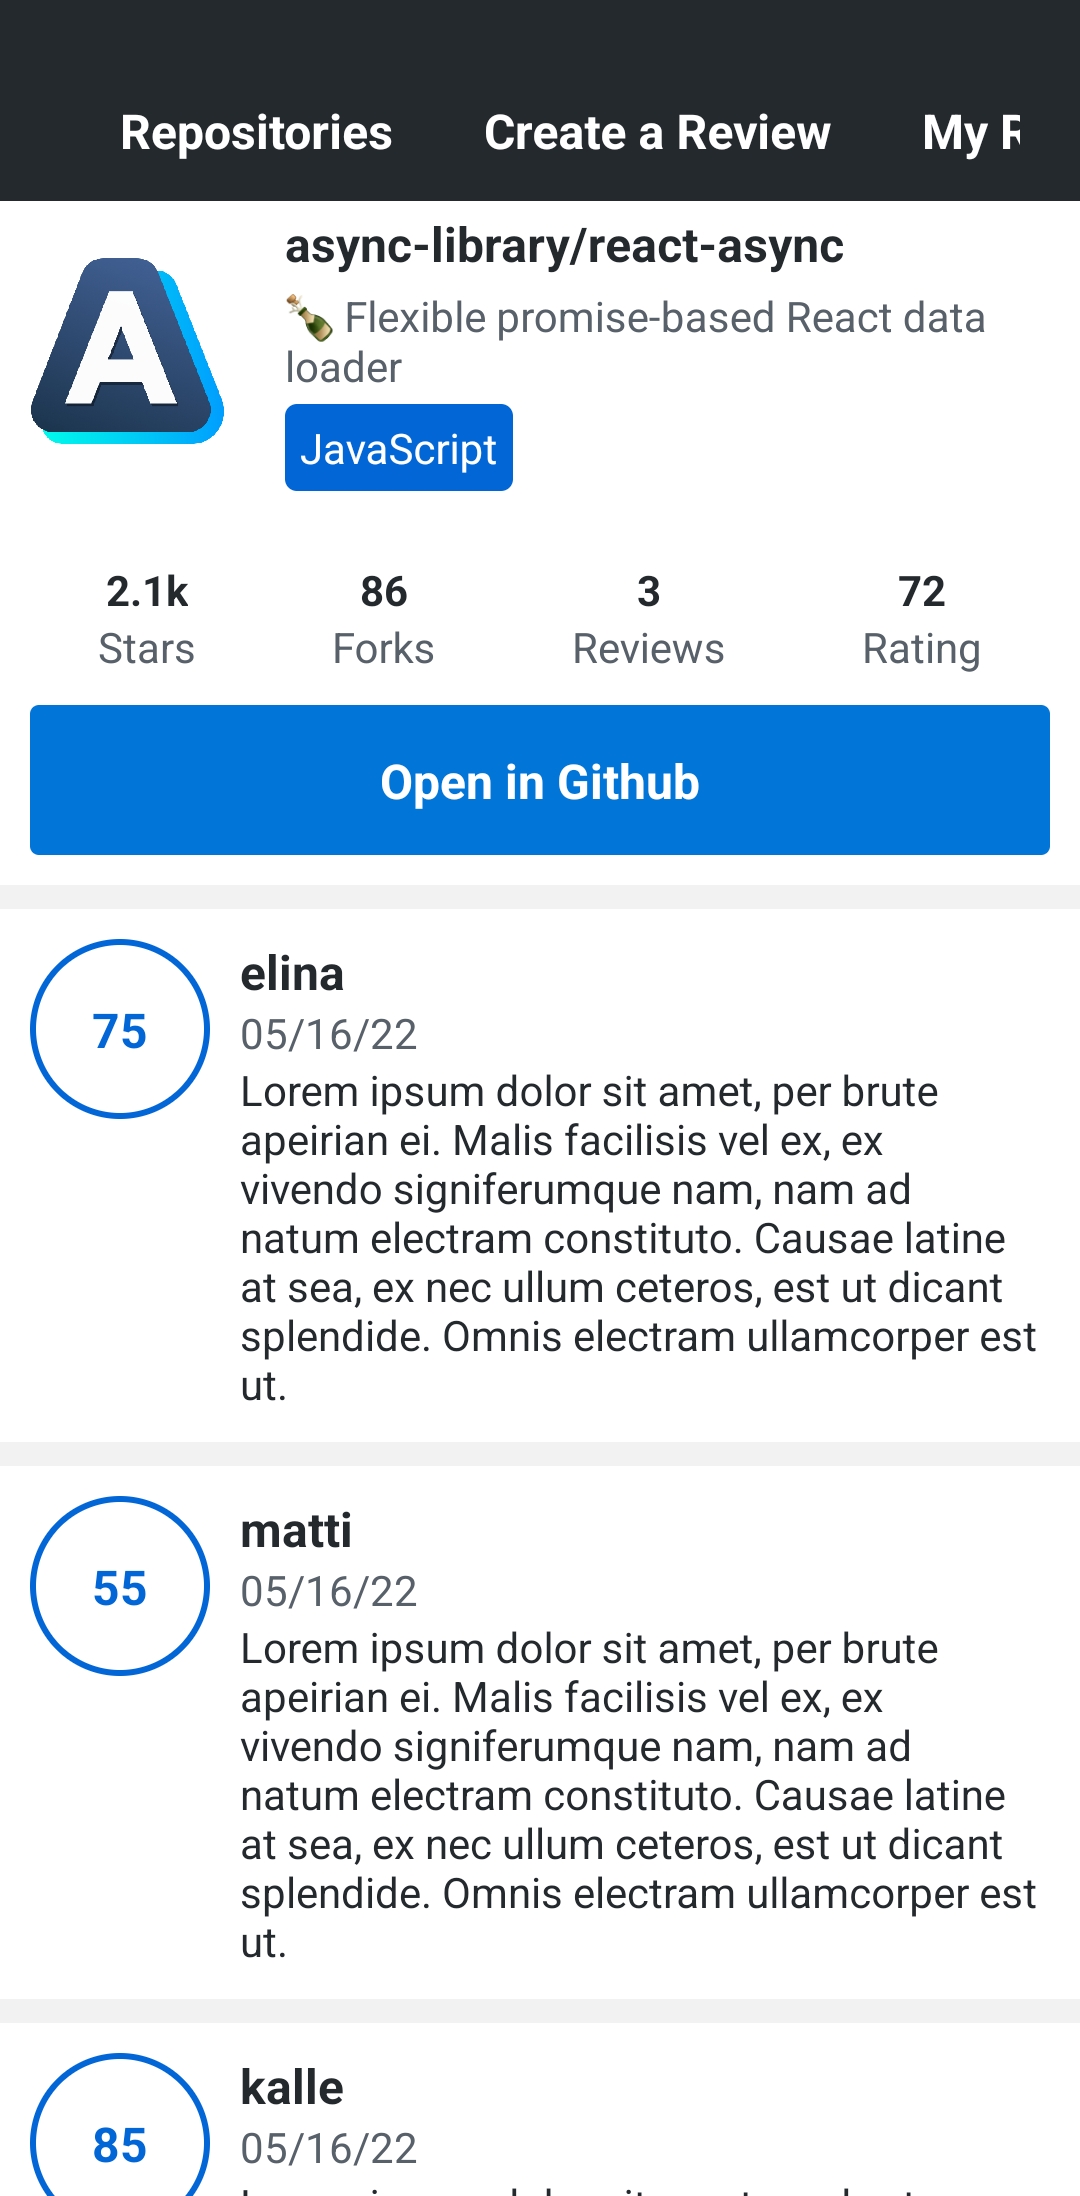 Repositories Create a Review My
A
async-library/react-async
🍾 Flexible promise-based React data
loader
JavaScript
2.1k 86 3 72
Stars Forks Reviews Rating
Open in Github
75
elina
05/16/22
Lorem ipsum dolor sit amet, per brute
apeirian ei. Malis facilisis vel ex, ex
vivendo signiferumque nam, nam ad
natum electram constituto. Causae latine
at sea, ex nec ullum ceteros, est ut dicant
splendide. Omnis electram ullamcorper est
ut.
55
matti
05/16/22
Lorem ipsum dolor sit amet, per brute
apeirian ei. Malis facilisis vel ex, ex
vivendo signiferumque nam, nam ad
natum electram constituto. Causae latine
at sea, ex nec ullum ceteros, est ut dicant
splendide. Omnis electram ullamcorper est
ut.
85
kalle
05/16/22